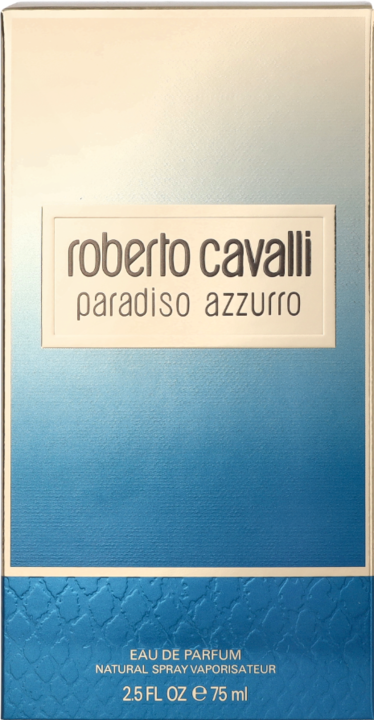 roberto cavalli
paradiso azzurro
EAU DE PARFUM
NATURAL SPRAY VAPORISATEUR
2.5 FL OZ ℮ 75 ml